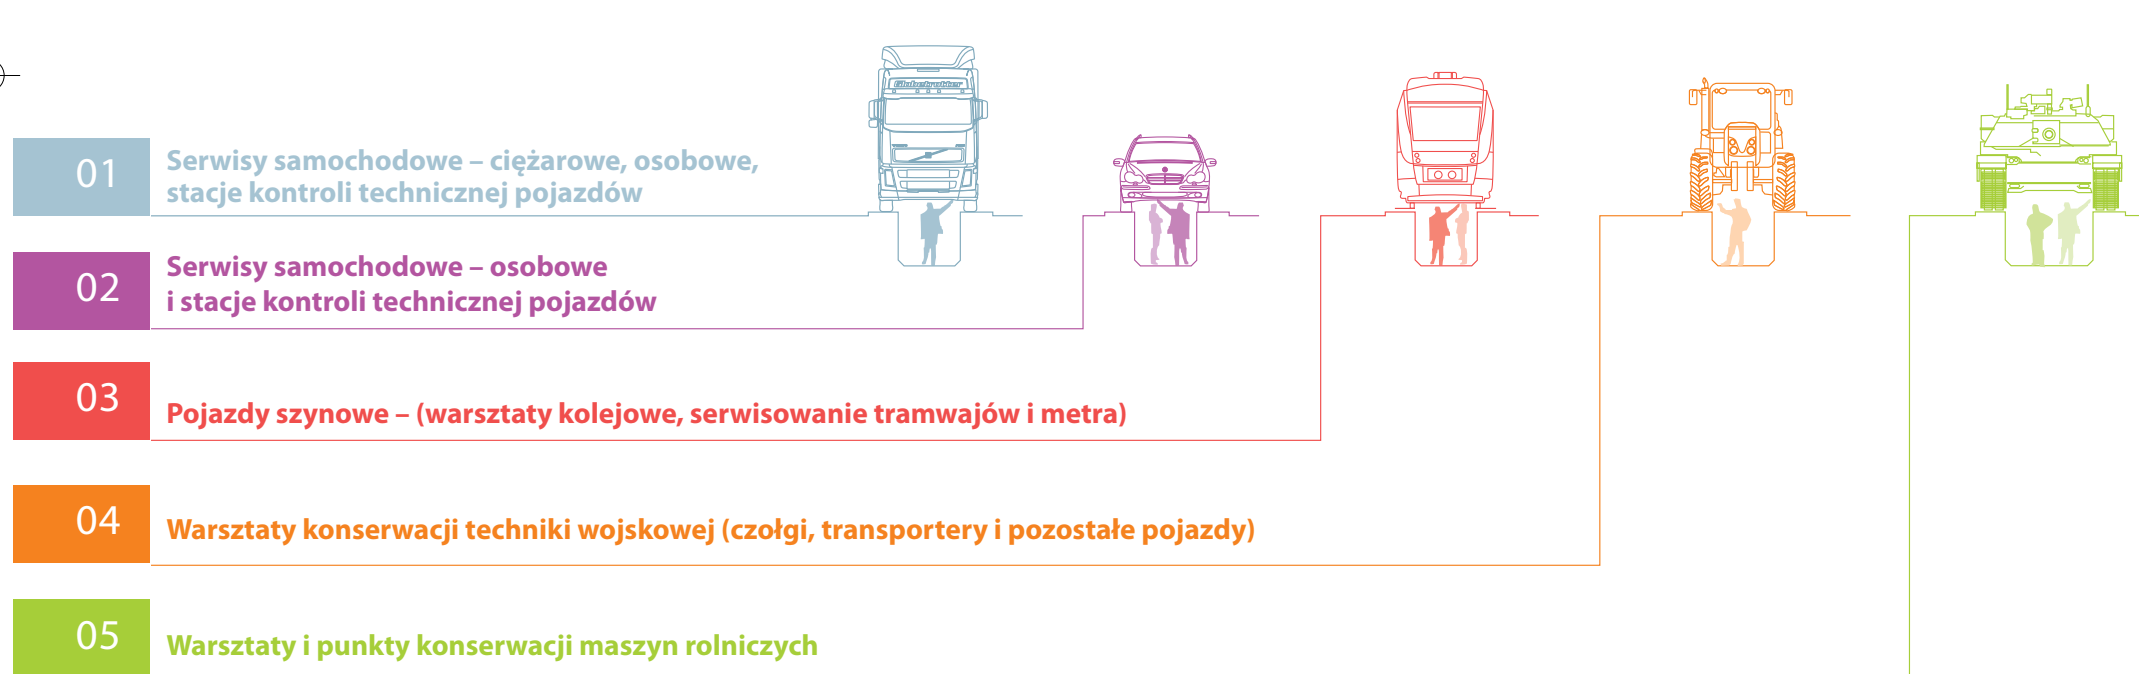 Globetrotter
01
Serwisy samochodowe – ciężarowe, osobowe,
stacje kontroli technicznej pojazdów
02
Serwisy samochodowe – osobowe
i stacje kontroli technicznej pojazdów
03
Pojazdy szynowe – (warsztaty kolejowe, serwisowanie tramwajów i metra)
04
Warsztaty konserwacji techniki wojskowej (czołgi, transportery i pozostałe pojazdy)
05
Warsztaty i punkty konserwacji maszyn rolniczych